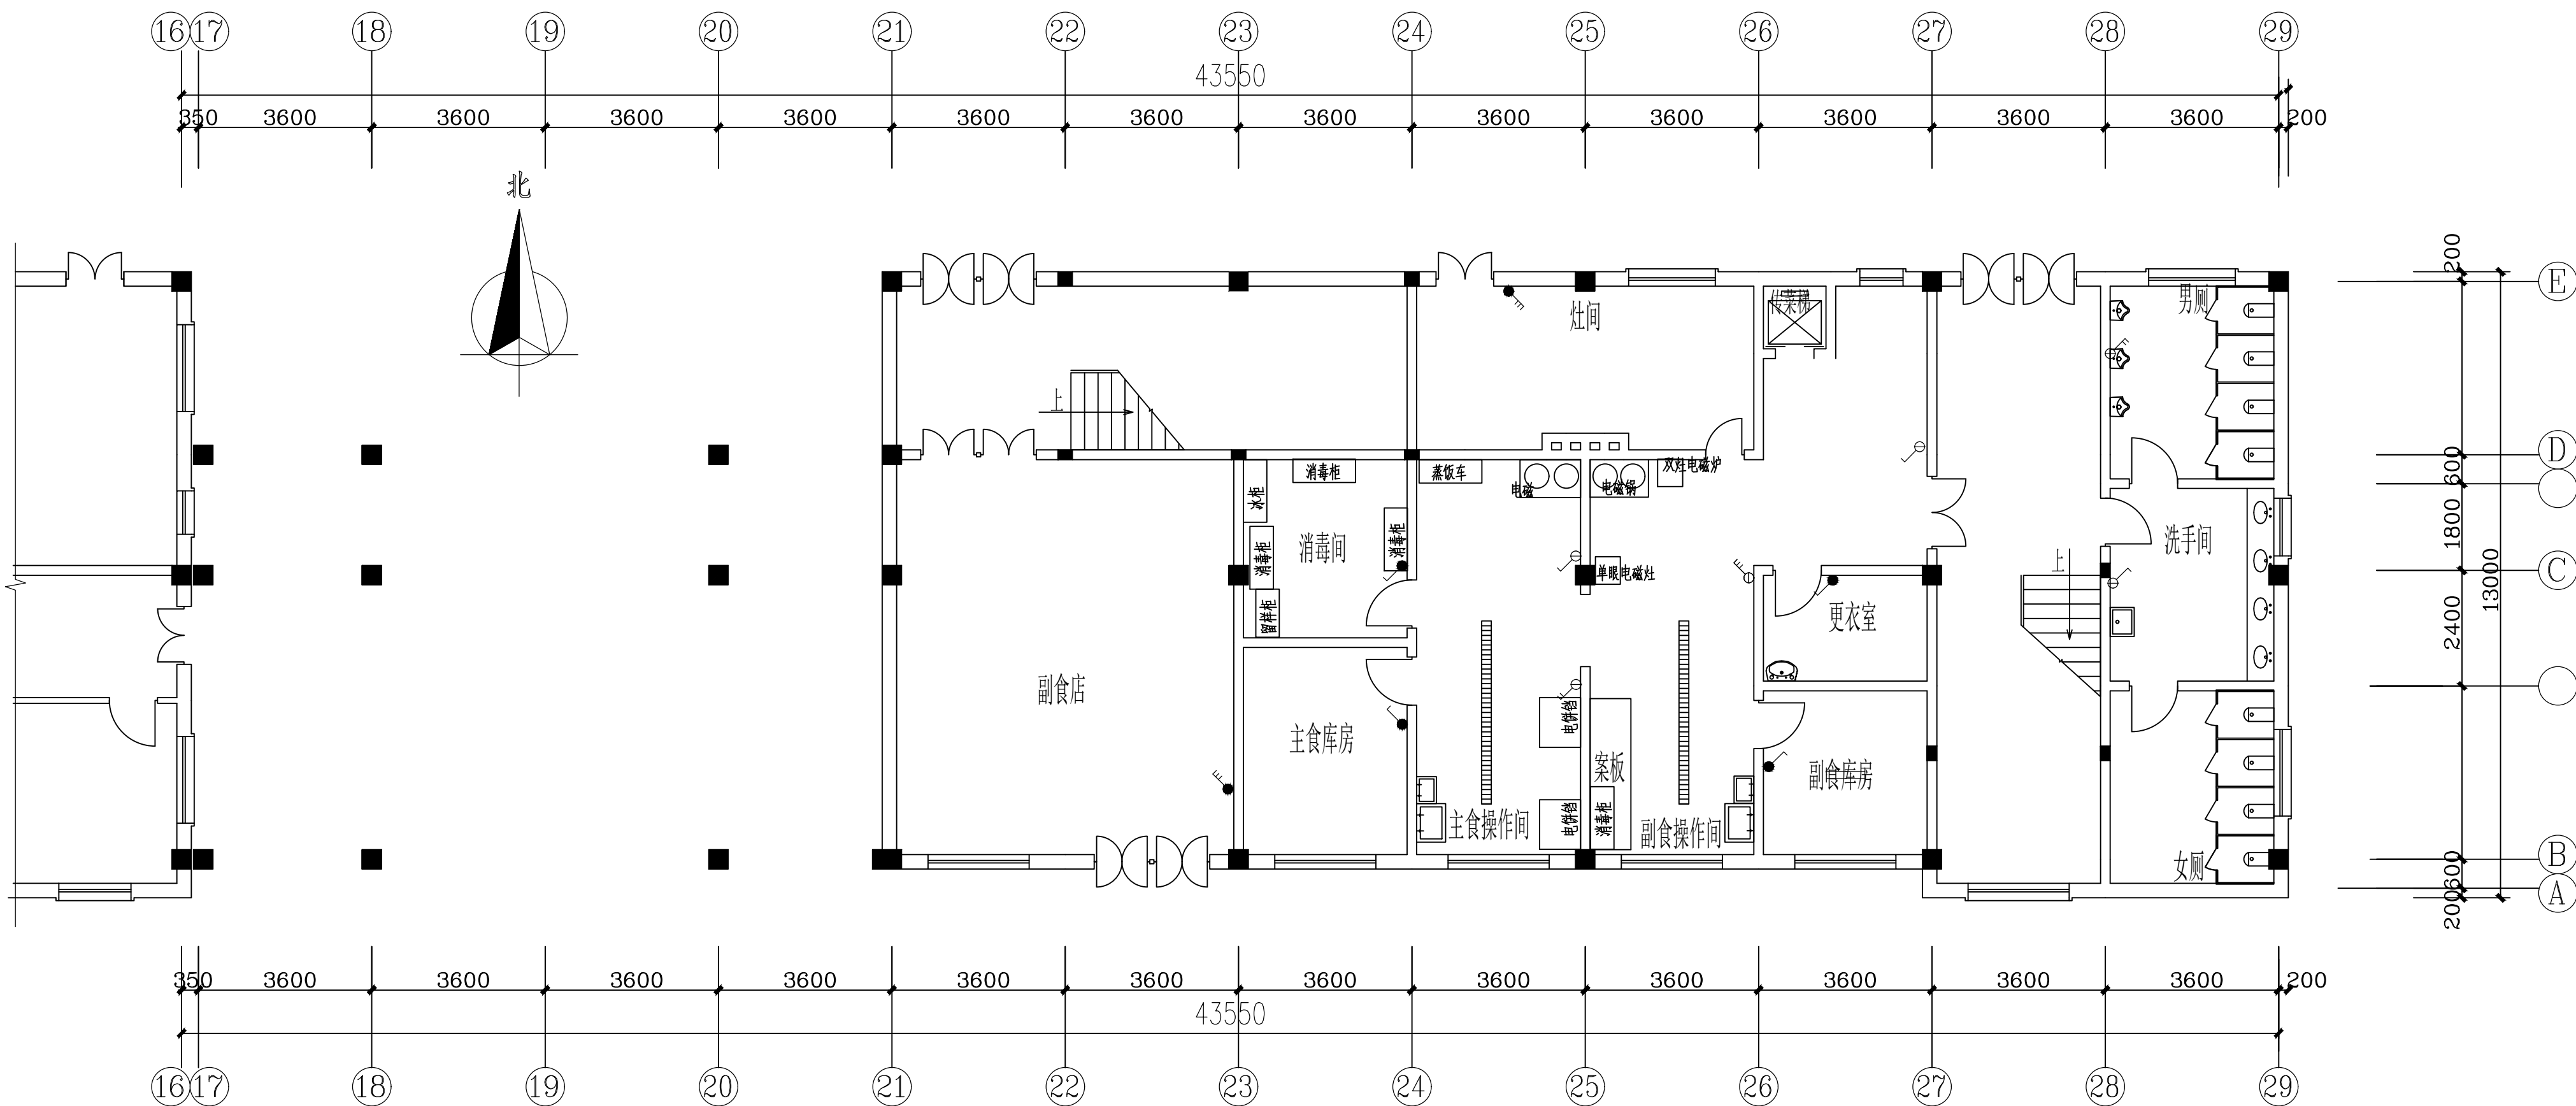 16 17 18 19 20 21 22 23 24 25 26 27 28 29
43550
350 3600 3600 3600 3600 3600 3600 3600 3600 3600 3600 3600 3600 200
北
200
E
传菜梯
男厕
灶间
上
D
600
消毒柜
蒸饭车
双灶电磁炉
冰柜
电磁
电磁锅
1800
消毒间
消毒柜
洗手间
消毒柜
单眼电磁灶
上
C
13000
留样柜
更衣室
2400
副食店
主食库房
电饼铛
案板
副食库房
主食操作间
电饼铛
消毒柜
副食操作间
女厕
B
600
A
200
350 3600 3600 3600 3600 3600 3600 3600 3600 3600 3600 3600 3600 200
43550
16 17 18 19 20 21 22 23 24 25 26 27 28 29